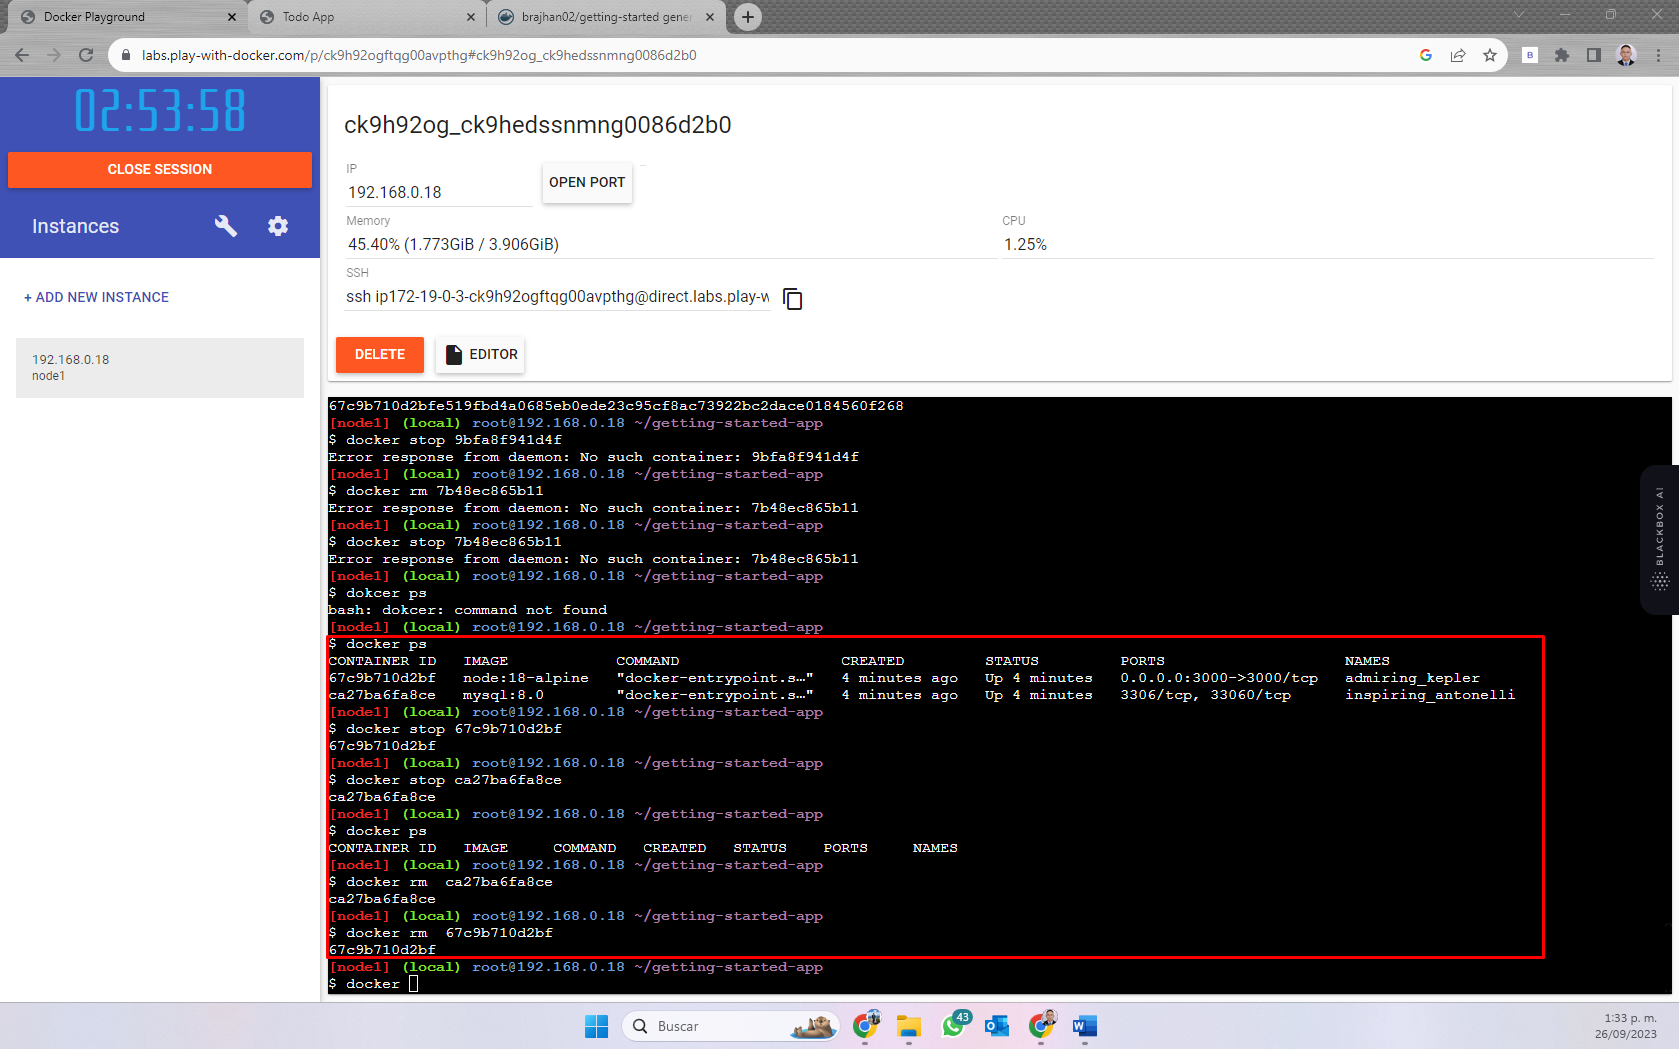 Docker Playground
Todo App
brajhan02/getting-started gener
labs.play-with-docker.com/p/ck9h92ogftqg00avpthg#ck9h92og_ck9hedssnmng0086d2b0
02:53:58
CLOSE SESSION
Instances
+ ADD NEW INSTANCE
192.168.0.18
node1
ck9h92og_ck9hedssnmng0086d2b0
IP
192.168.0.18
OPEN PORT
Memory
45.40% (1.773GiB / 3.906GiB)
CPU
1.25%
SSH
ssh ip172-19-0-3-ck9h92ogftqg00avpthg@direct.labs.play-w
DELETE
EDITOR
67c9b710d2bfe519fbd4a0685eb0ede23c95cf8ac73922bc2dace0184560f268
[node1] (local) root@192.168.0.18 ~/getting-started-app
$ docker stop 9bfa8f941d4f
Error response from daemon: No such container: 9bfa8f941d4f
[node1] (local) root@192.168.0.18 ~/getting-started-app
$ docker rm 7b48ec865b11
Error response from daemon: No such container: 7b48ec865b11
[node1] (local) root@192.168.0.18 ~/getting-started-app
$ docker stop 7b48ec865b11
Error response from daemon: No such container: 7b48ec865b11
[node1] (local) root@192.168.0.18 ~/getting-started-app
$ dokcer ps
bash: dokcer: command not found
[node1] (local) root@192.168.0.18 ~/getting-started-app
$ docker ps
CONTAINER ID IMAGE COMMAND CREATED STATUS PORTS NAMES
67c9b710d2bf node:18-alpine "docker-entrypoint.s…" 4 minutes ago Up 4 minutes 0.0.0.0:3000->3000/tcp admiring_kepler
ca27ba6fa8ce mysql:8.0 "docker-entrypoint.s…" 4 minutes ago Up 4 minutes 3306/tcp, 33060/tcp inspiring_antonelli
[node1] (local) root@192.168.0.18 ~/getting-started-app
$ docker stop 67c9b710d2bf
67c9b710d2bf
[node1] (local) root@192.168.0.18 ~/getting-started-app
$ docker stop ca27ba6fa8ce
ca27ba6fa8ce
[node1] (local) root@192.168.0.18 ~/getting-started-app
$ docker ps
CONTAINER ID IMAGE COMMAND CREATED STATUS PORTS NAMES
[node1] (local) root@192.168.0.18 ~/getting-started-app
$ docker rm ca27ba6fa8ce
ca27ba6fa8ce
[node1] (local) root@192.168.0.18 ~/getting-started-app
$ docker rm 67c9b710d2bf
67c9b710d2bf
[node1] (local) root@192.168.0.18 ~/getting-started-app
$ docker
BLACKBOX AI
Buscar
43
1:33 p. m.
26/09/2023